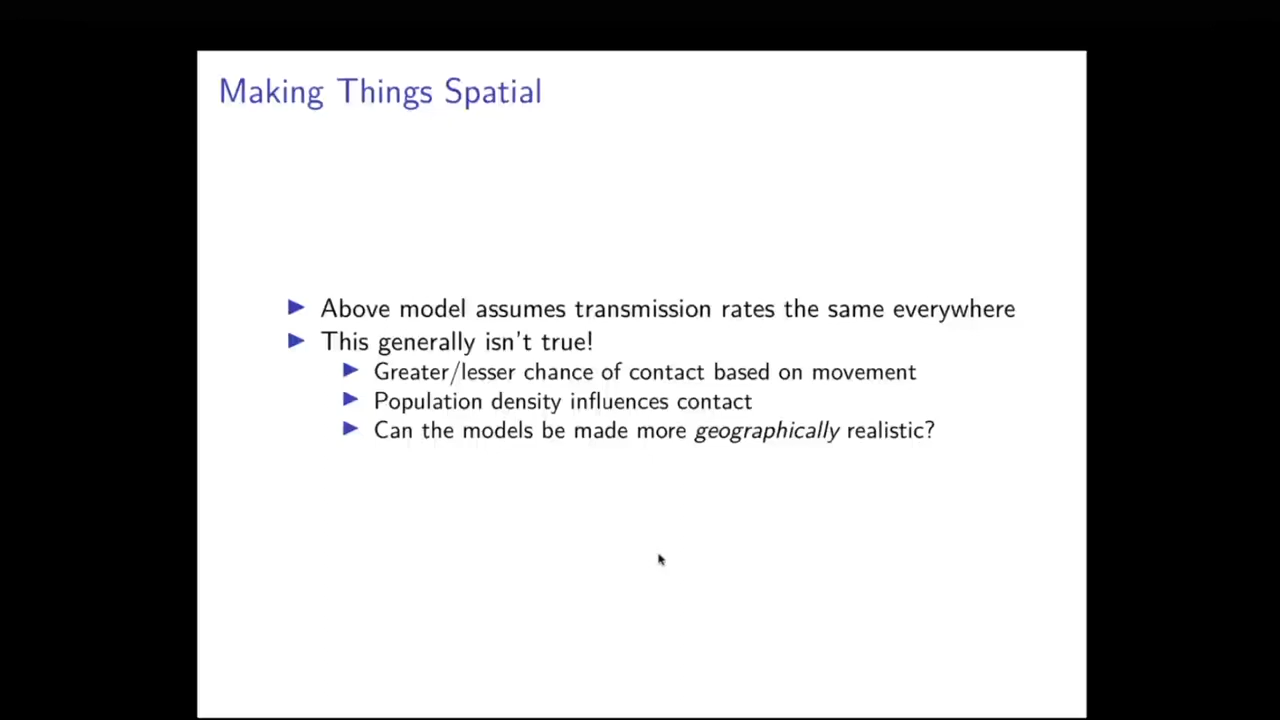 Making Things Spatial
Above model assumes transmission rates the same everywhere
This generally isn't true!
Greater/lesser chance of contact based on movement
Population density influences contact
Can the models be made more geographically realistic?